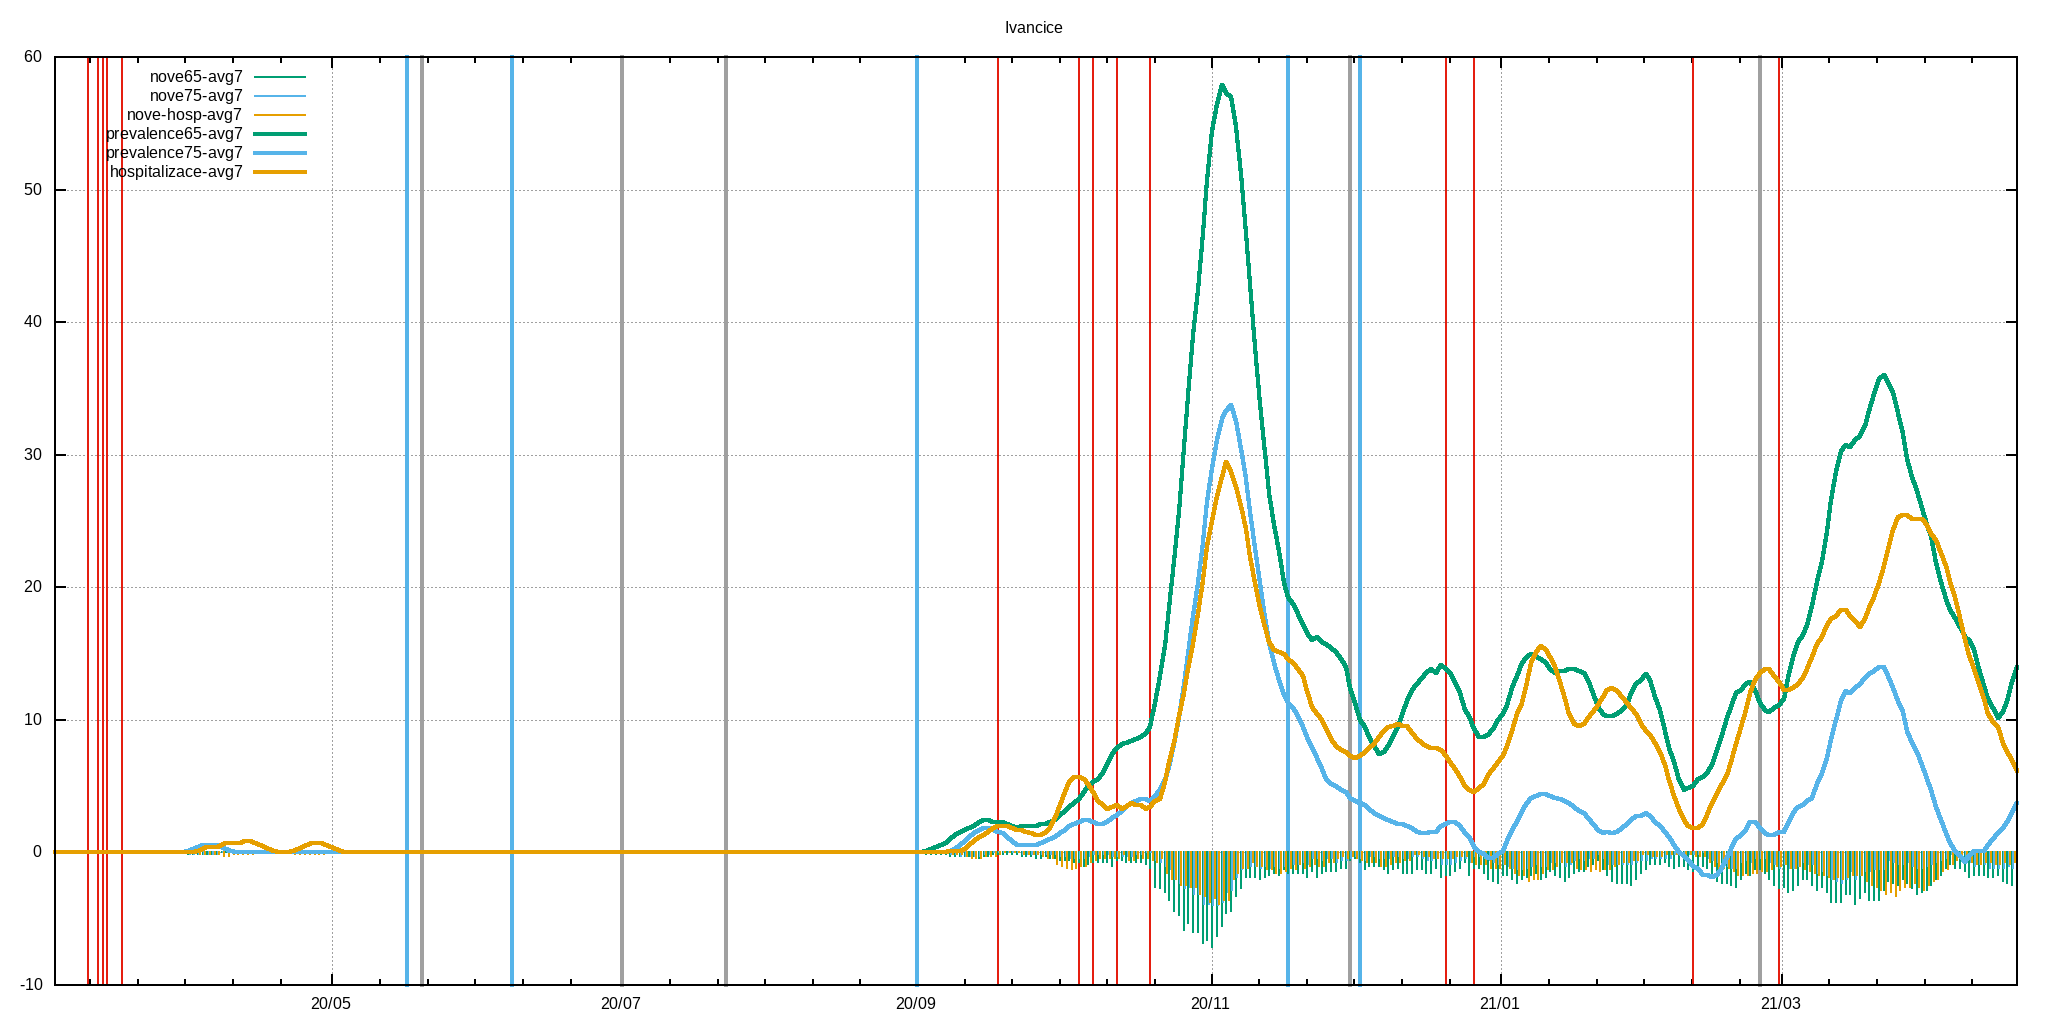 Ivancice
60
nove65-avg7
nove75-avg7
nove-hosp-avg7
prevalence65-avg7
prevalence75-avg7
hospitalizace-avg7
50
40
30
20
10
0
-10
20/05 20/07 20/09 20/11 21/01 21/03